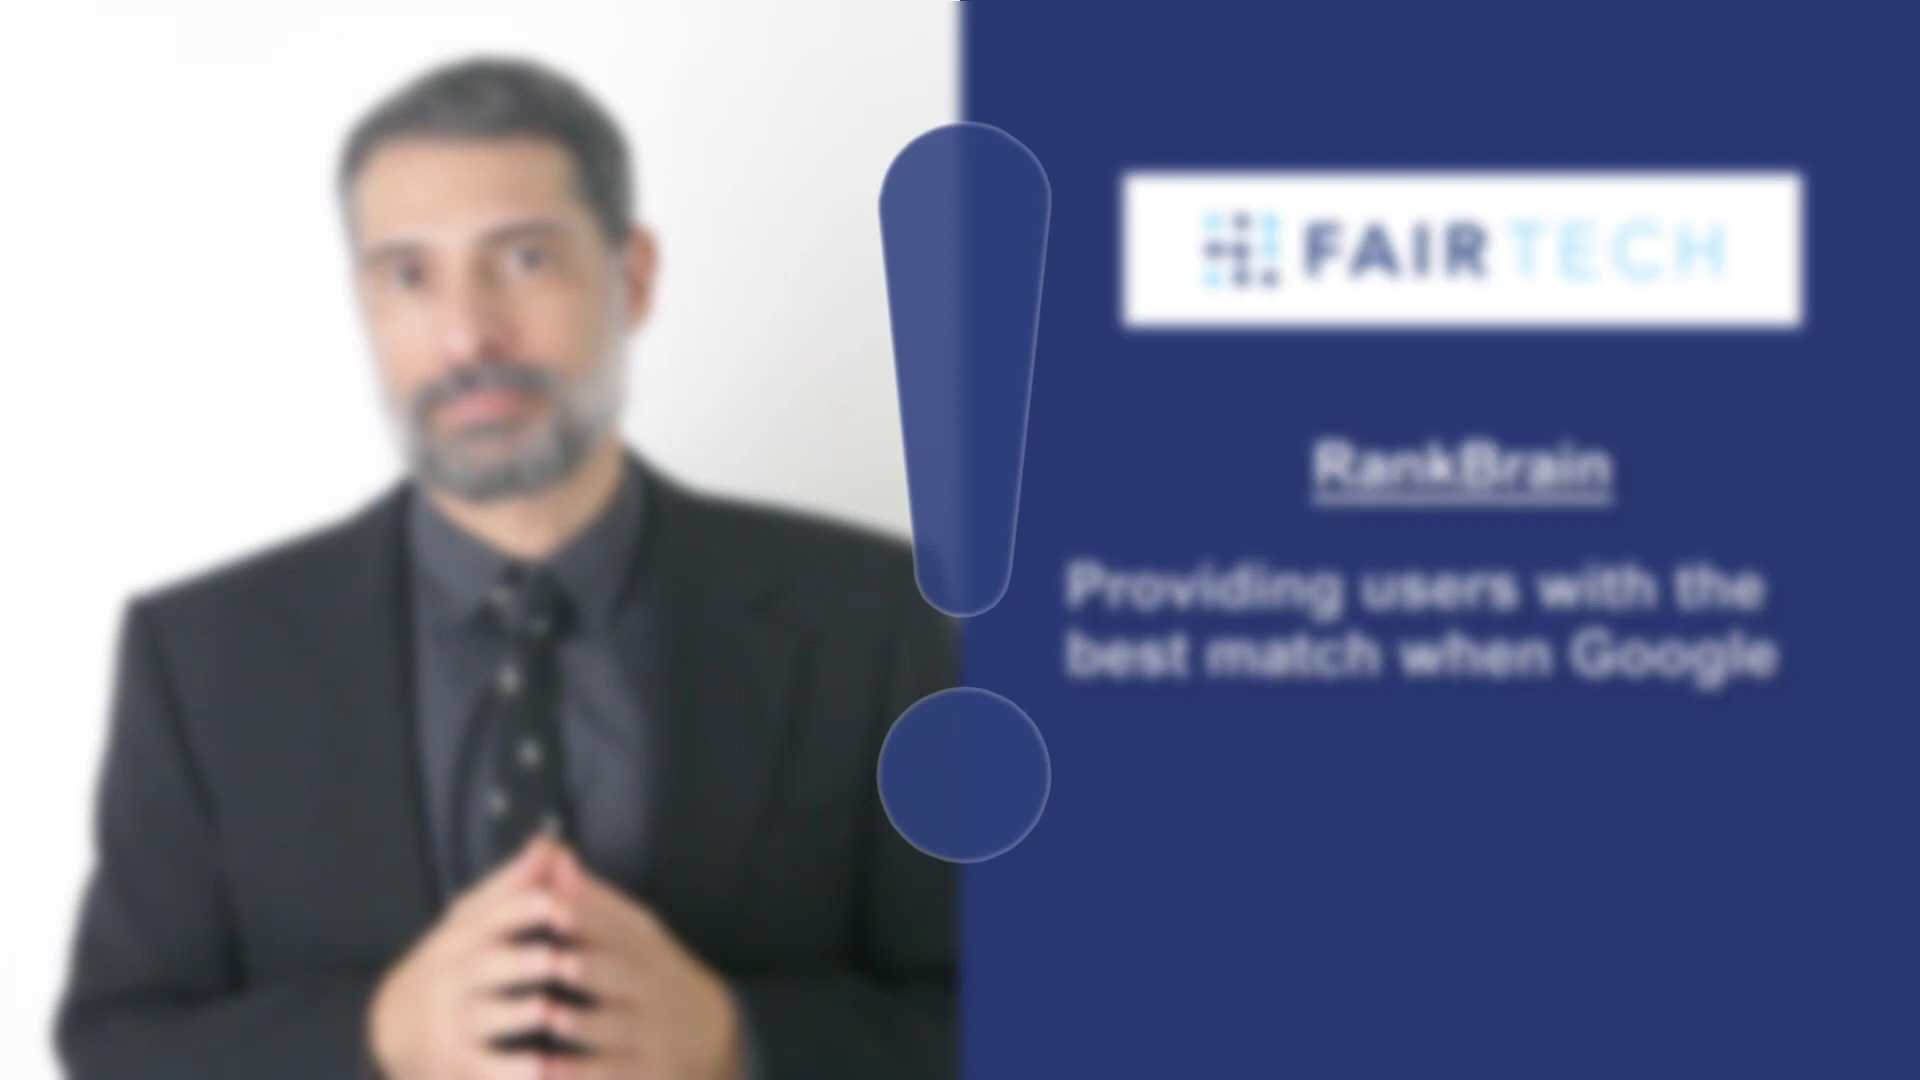 FAIRTECH
RankBrain
Providing users with the
best match when Google